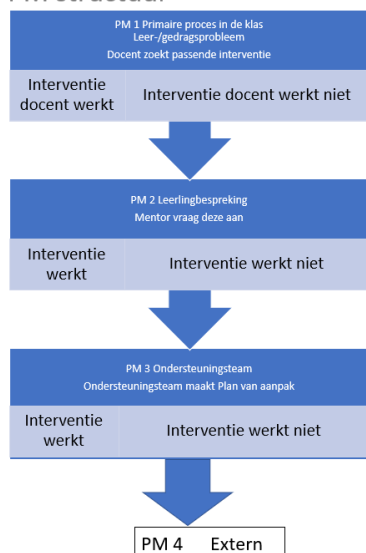 PM 1 Primaire proces in de klas
Leer-/gedragsprobleem
Docent zoekt passende interventie
Interventie docent werkt
Interventie docent werkt niet
PM 2 Leerlingbespreking
Mentor vraag deze aan
Interventie werkt
Interventie werkt niet
PM 3 Ondersteuningsteam
Ondersteuningsteam maakt Plan van aanpak
Interventie werkt
Interventie werkt niet
PM 4 Extern